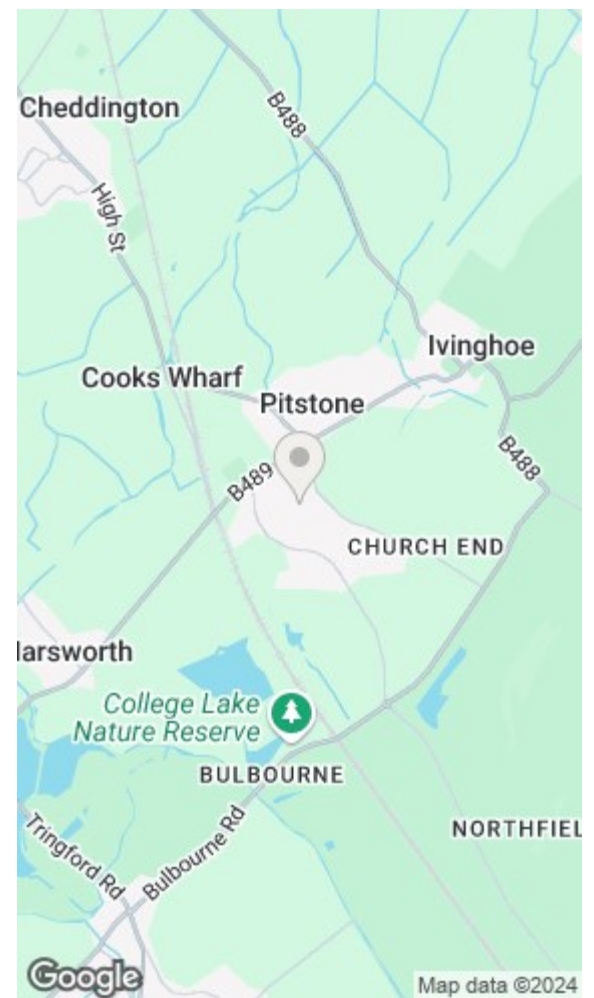 Cheddington
B488
High St
Ivinghoe
Cooks Wharf
Pitstone
B488
B489
CHURCH END
larsworth
College Lake
Nature Reserve
BULBOURNE
NORTHFIEL
Tringford Rd
Bulbourne Rd
Google
Map data ©2024